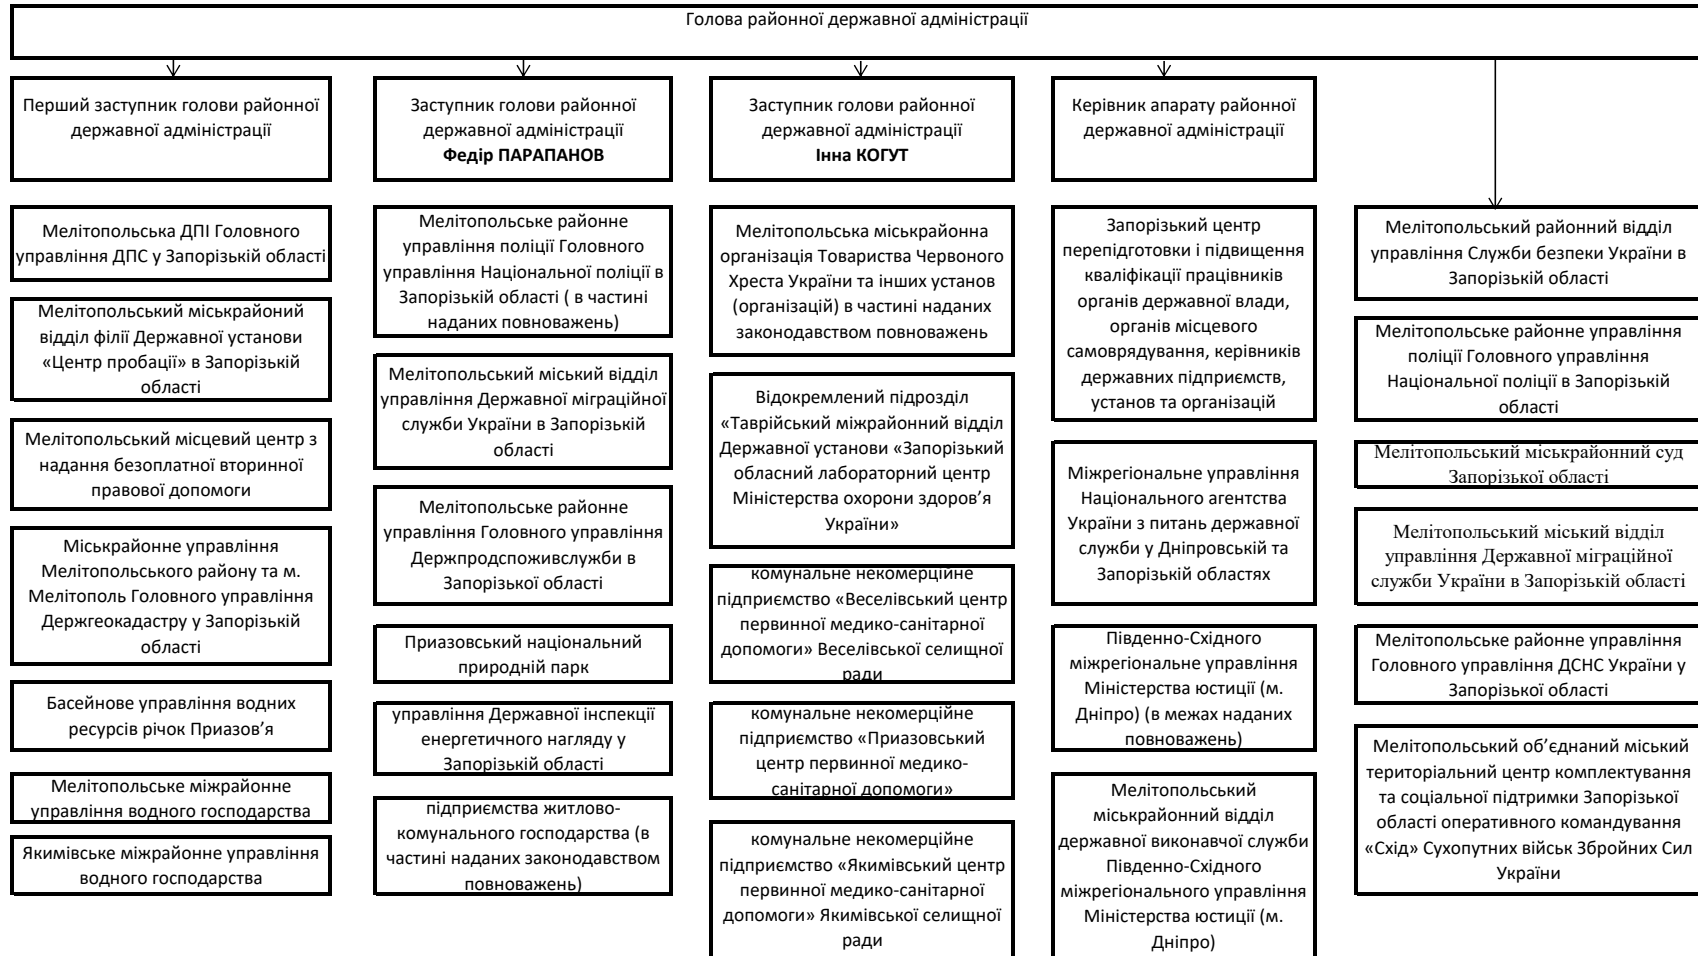 Голова районної державної адміністрації
Перший заступник голови районної
державної адміністрації
Заступник голови районної
державної адміністрації
Федір ПАРАПАНОВ
Заступник голови районної
державної адміністрації
Інна КОГУТ
Керівник апарату районної
державної адміністрації
Мелітопольська ДПІ Головного
управління ДПС у Запорізькій області
Мелітопольский міськрайоний
відділ філії Державної установи
«Центр пробації» в Запорізькій
області
Мелітопольський місцевий центр з
надання безоплатної вторинної
правової допомоги
Міськрайонне управління
Мелітопольського району та м.
Мелітополь Головного управління
Держгеокадастру у Запорізькій
області
Басейнове управління водних
ресурсів річок Приазов’я
Мелітопольське міжрайонне
управління водного господарства
Якимівське міжрайонне управління
водного господарства
Мелітопольське районне
управління поліції Головного
управління Національної поліції в
Запорізькій області ( в частині
наданих повноважень)
Мелітопольський міський відділ
управління Державної міграційної
служби України в Запорізькій
області
Мелітопольське районне
управління Головного управління
Держпродспоживслужби в
Запорізької області
Приазовський національний
природній парк
управління Державної інспекції
енергетичного нагляду у
Запорізькій області
підприємства житлово-
комунального господарства (в
частині наданих законодавством
повноважень)
Мелітопольська міськрайонна
організація Товариства Червоного
Хреста України та інших установ
(організацій) в частині наданих
законодавством повноважень
Відокремлений підрозділ
«Таврійський міжрайонний відділ
Державної установи «Запорізький
обласний лабораторний центр
Міністерства охорони здоров’я
України»
комунальне некомерційне
підприємство «Веселівський центр
первинної медико-санітарної
допомоги» Веселівської селищної
ради
комунальне некомерційне
підприємство «Приазовський
центр первинної медико-
санітарної допомоги»
комунальне некомерційне
підприємство «Якимівський центр
первинної медико-санітарної
допомоги» Якимівської селищної
ради
Запорізький центр
перепідготовки і підвищення
кваліфікації працівників
органів державної влади,
органів місцевого
самоврядування, керівників
державних підприємств,
установ та організацій
Міжрегіональне управління
Національного агентства
України з питань державної
служби у Дніпровській та
Запорізькій областях
Південно-Східного
міжрегіональне управління
Міністерства юстиції (м.
Дніпро) (в межах наданих
повноважень)
Мелітопольський
міськрайонний відділ
державної виконавчої служби
Південно-Східного
міжрегіонального управління
Міністерства юстиції (м.
Дніпро)
Мелітопольский районний відділ
управління Служби безпеки України в
Запорізькій області
Мелітопольське районне управління
поліції Головного управління
Національної поліції в Запорізькій
області
Мелітопольський міськрайонний суд
Запорізької області
Мелітопольський міський відділ
управління Державної міграційної
служби України в Запорізькій області
Мелітопольське районне управління
Головного управління ДСНС України у
Запорізької області
Мелітопольський об’єднаний міський
територіальний центр комплектування
та соціальної підтримки Запорізької
області оперативного командування
«Схід» Сухопутних військ Збройних Сил
України